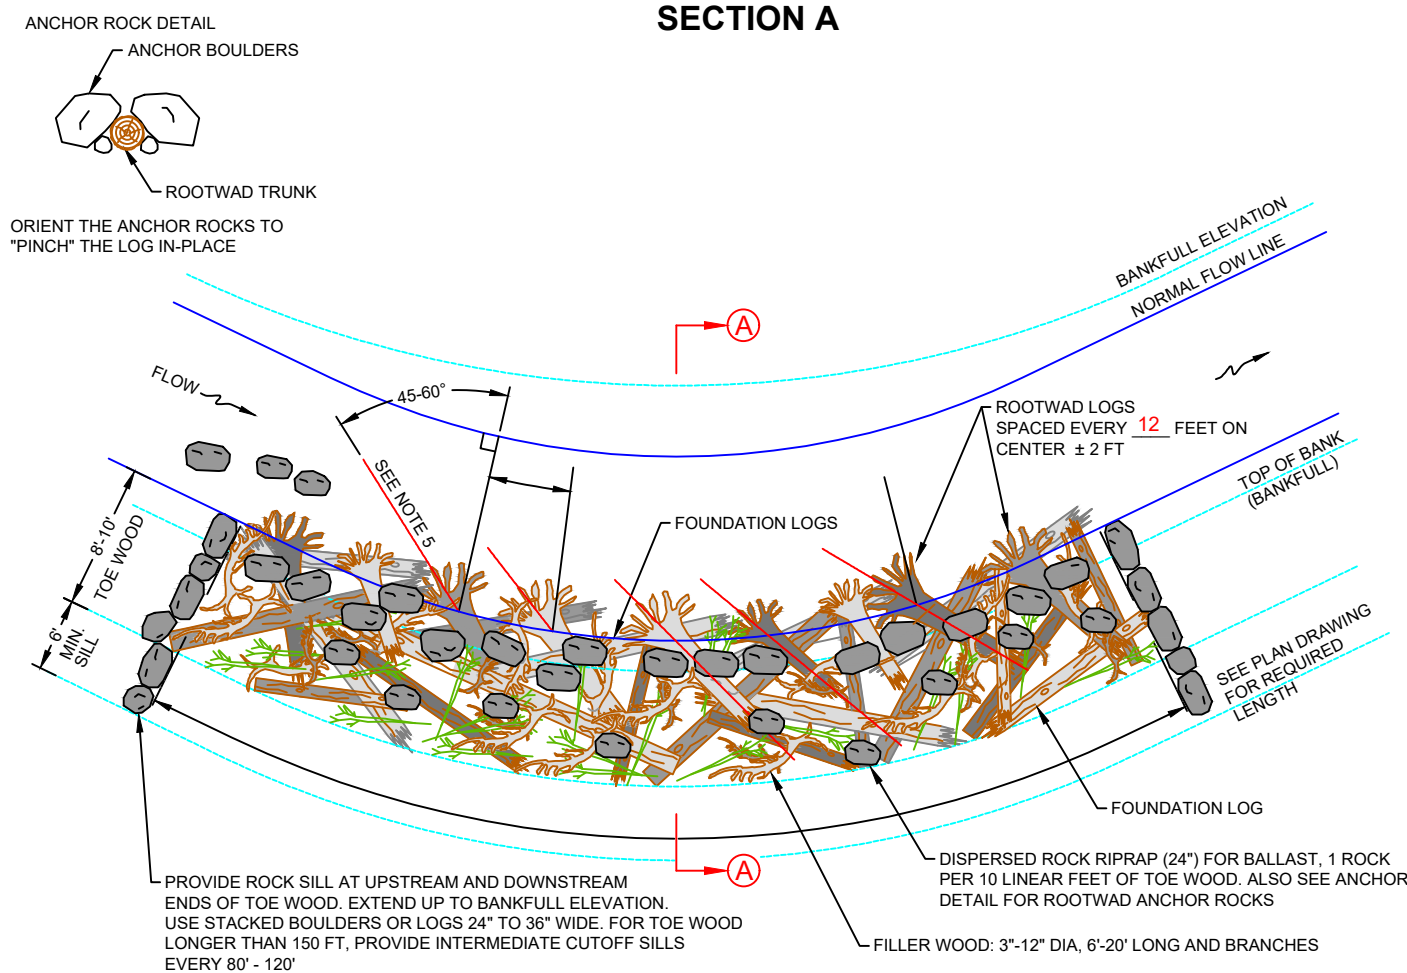 SECTION A
ANCHOR ROCK DETAIL
ANCHOR BOULDERS
ROOTWAD TRUNK
ORIENT THE ANCHOR ROCKS TO
"PINCH" THE LOG IN-PLACE
BANKFULL ELEVATION
NORMAL FLOW LINE
A
FLOW
45-60°
ROOTWAD LOGS
SPACED EVERY 12 FEET ON
CENTER ± 2 FT
TOP OF BANK
(BANKFULL)
SEE NOTE 5
FOUNDATION LOGS
8'-10'
TOE WOOD
6'
MIN.
SILL
SEE PLAN DRAWING
FOR REQUIRED
LENGTH
FOUNDATION LOG
A
DISPERSED ROCK RIPRAP (24") FOR BALLAST, 1 ROCK
PER 10 LINEAR FEET OF TOE WOOD. ALSO SEE ANCHOR
DETAIL FOR ROOTWAD ANCHOR ROCKS
PROVIDE ROCK SILL AT UPSTREAM AND DOWNSTREAM
ENDS OF TOE WOOD. EXTEND UP TO BANKFULL ELEVATION.
USE STACKED BOULDERS OR LOGS 24" TO 36" WIDE. FOR TOE WOOD
LONGER THAN 150 FT, PROVIDE INTERMEDIATE CUTOFF SILLS
EVERY 80' - 120'
FILLER WOOD: 3"-12" DIA, 6'-20' LONG AND BRANCHES